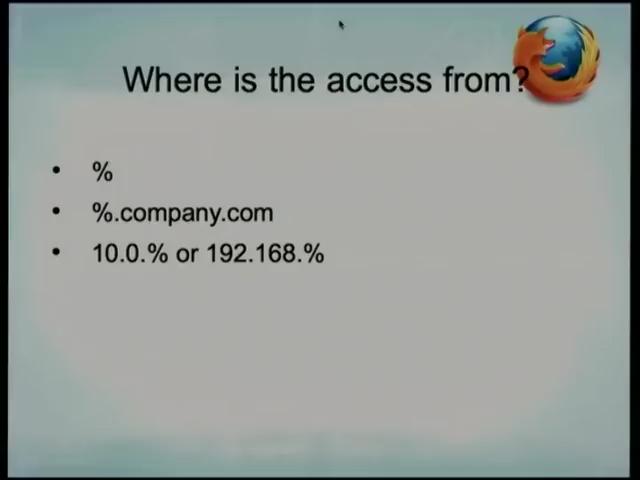 Where is the access from?
• %
• %.company.com
• 10.0.% or 192.168.%